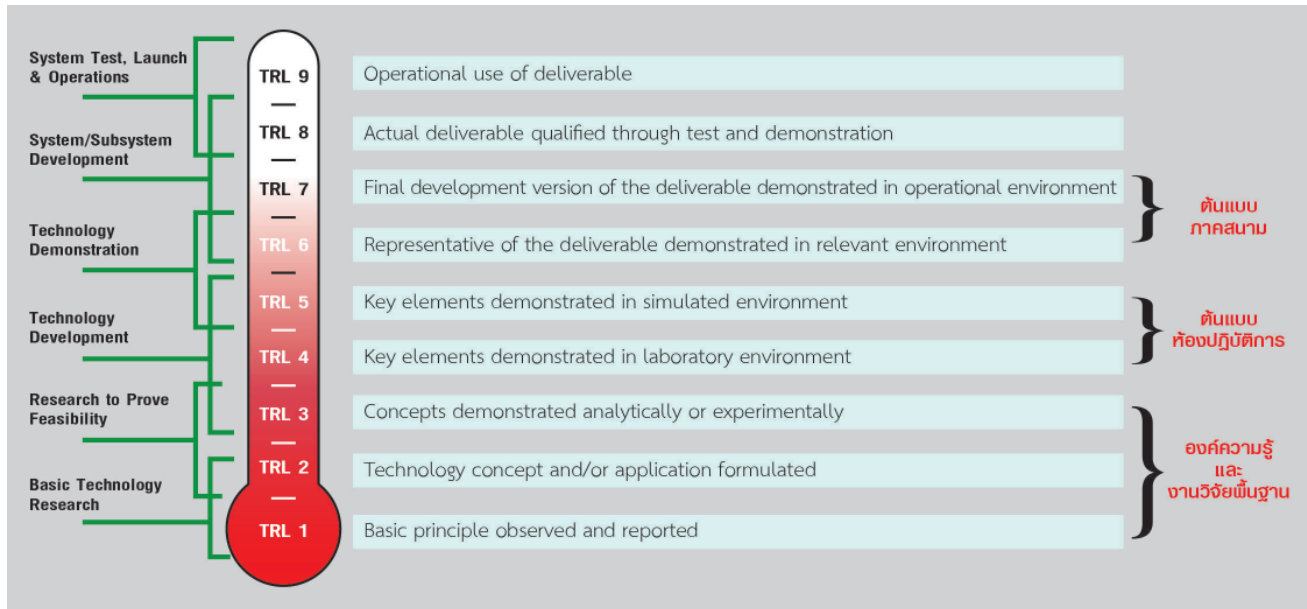 System Test, Launch
& Operations
System/Subsystem
Development
Technology
Demonstration
Technology
Development
Research to Prove
Feasibility
Basic Technology
Research
TRL 9
TRL 8
TRL 7
TRL 6
TRL 5
TRL 4
TRL 3
TRL 2
TRL 1
Operational use of deliverable
Actual deliverable qualified through test and demonstration
Final development version of the deliverable demonstrated in operational environment
Representative of the deliverable demonstrated in relevant environment
Key elements demonstrated in simulated environment
Key elements demonstrated in laboratory environment
Concepts demonstrated analytically or experimentally
Technology concept and/or application formulated
Basic principle observed and reported
ต้นแบบ
ภาคสนาม
ต้นแบบ
ห้องปฏิบัติการ
องค์ความรู้
และ
งานวิจัยพื้นฐาน